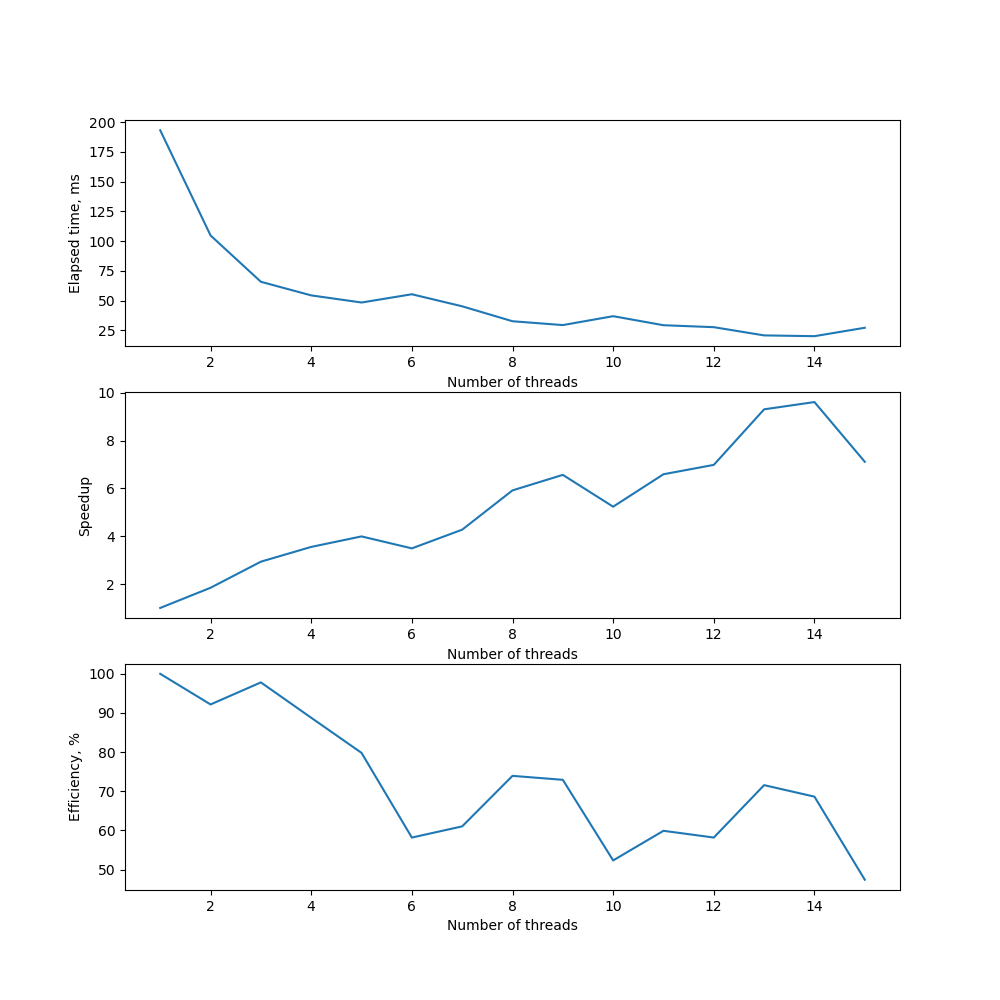 200
175
150
125
100
75
50
25
Elapsed time, ms
2 4 6 8 10 12 14
Number of threads
10
8
6
4
2
Speedup
2 4 6 8 10 12 14
Number of threads
100
90
80
70
60
50
Efficiency, %
2 4 6 8 10 12 14
Number of threads